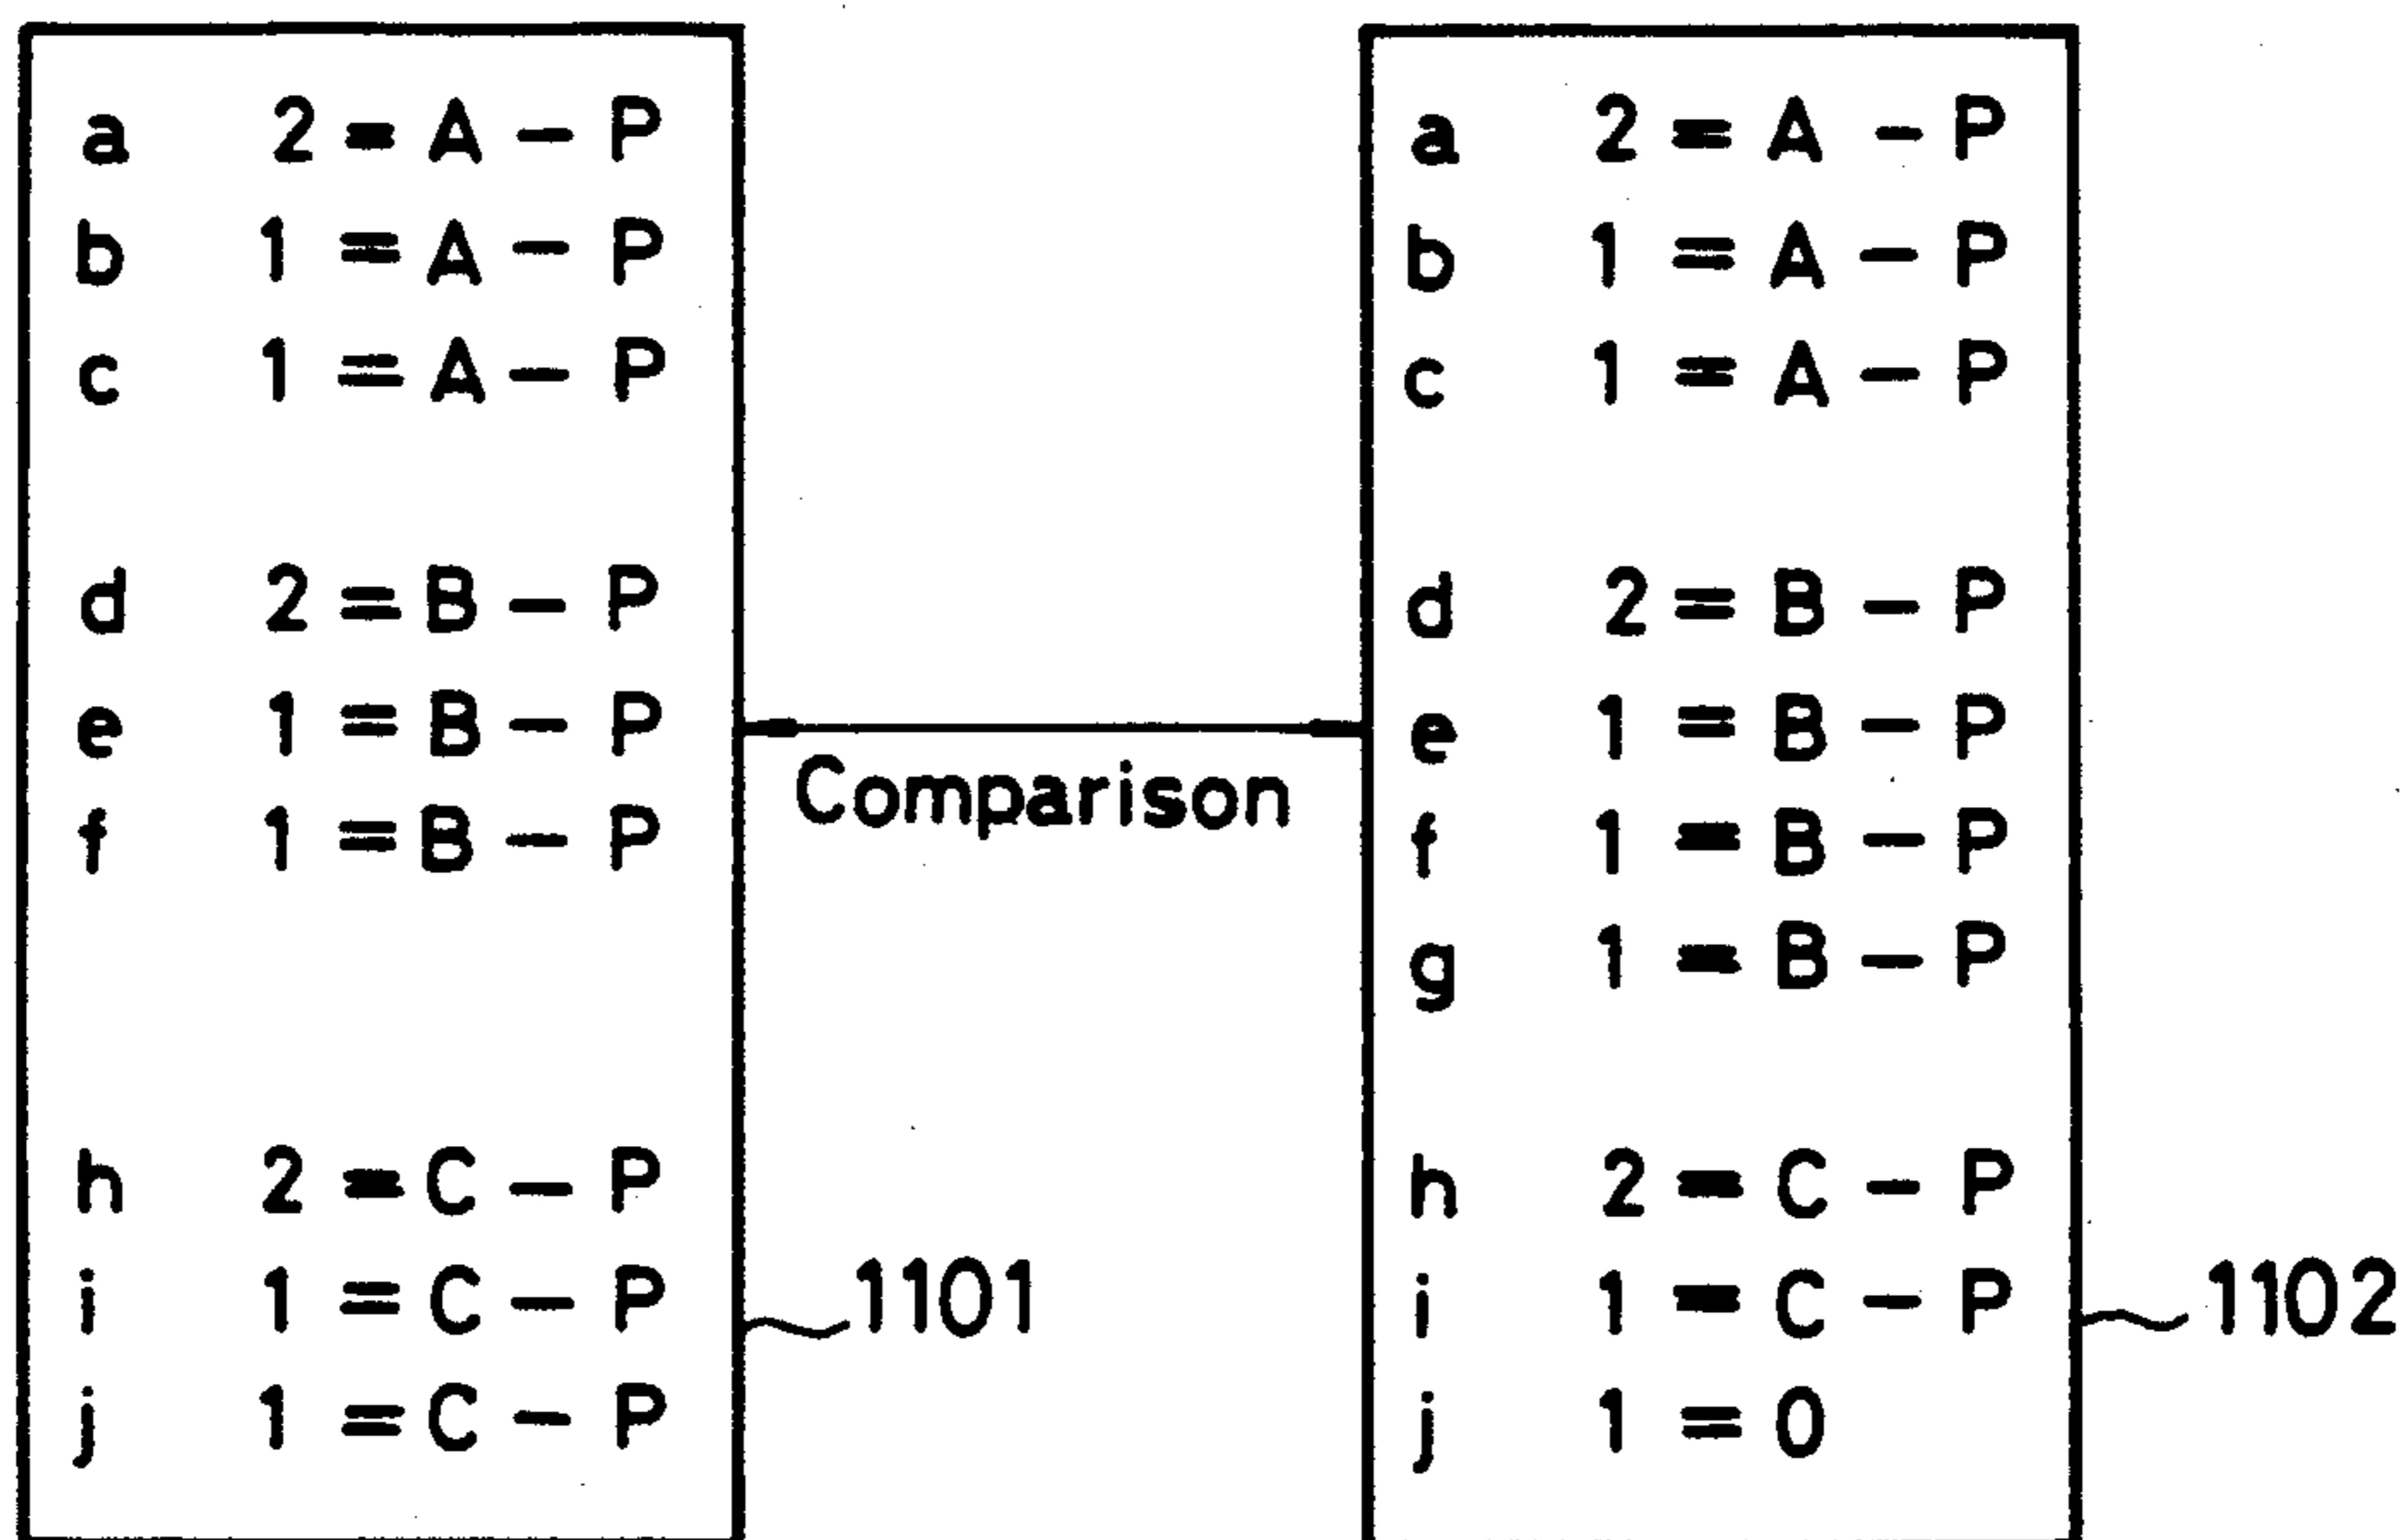 a 2 = A - P
b 1 = A - P
c 1 = A - P
d 2 = B - P
e 1 = B - P
f 1 = B - P
h 2 = C - P
i 1 = C - P
j 1 = C - P
Comparison
1101
a 2 = A - P
b 1 = A - P
c 1 = A - P
d 2 = B - P
e 1 = B - P
f 1 = B - P
g 1 = B - P
h 2 = C - P
i 1 = C - P
j 1 = 0
1102